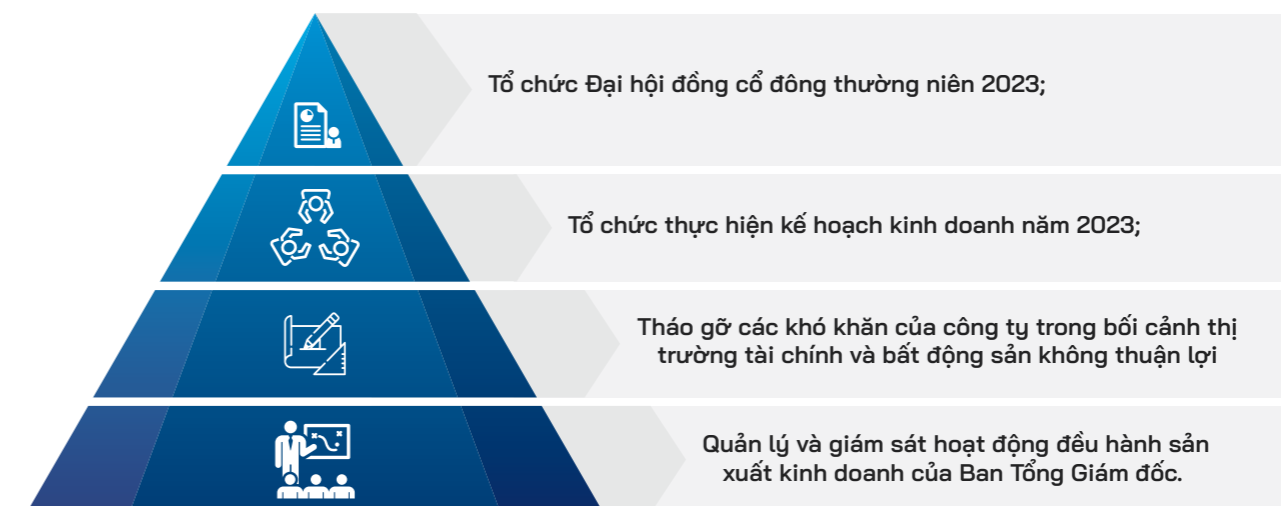 Tổ chức Đại hội đồng cổ đông thường niên 2023;
Tổ chức thực hiện kế hoạch kinh doanh năm 2023;
Tháo gỡ các khó khăn của công ty trong bối cảnh thị
trường tài chính và bất động sản không thuận lợi
Quản lý và giám sát hoạt động đều hành sản
xuất kinh doanh của Ban Tổng Giám đốc.